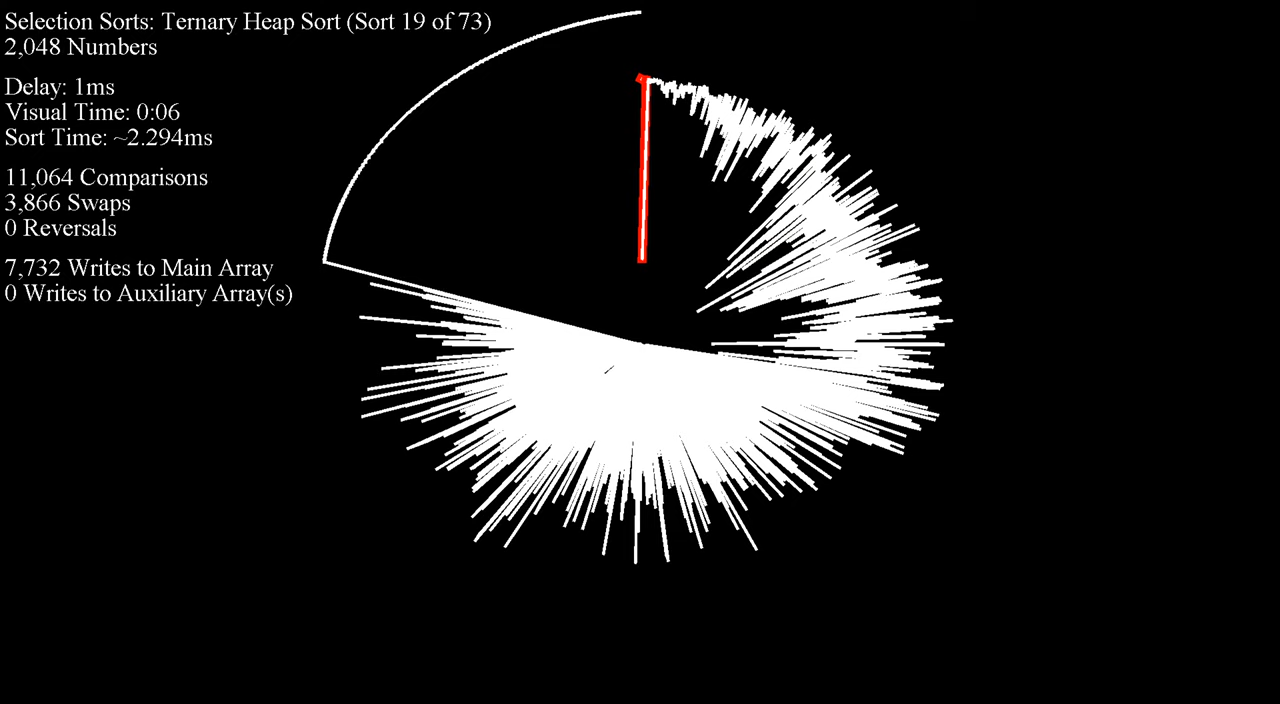 Selection Sorts: Ternary Heap Sort (Sort 19 of 73)
2,048 Numbers
Delay: 1ms
Visual Time: 0:06
Sort Time: ~2.294ms
11,064 Comparisons
3,866 Swaps
0 Reversals
7,732 Writes to Main Array
0 Writes to Auxiliary Array(s)